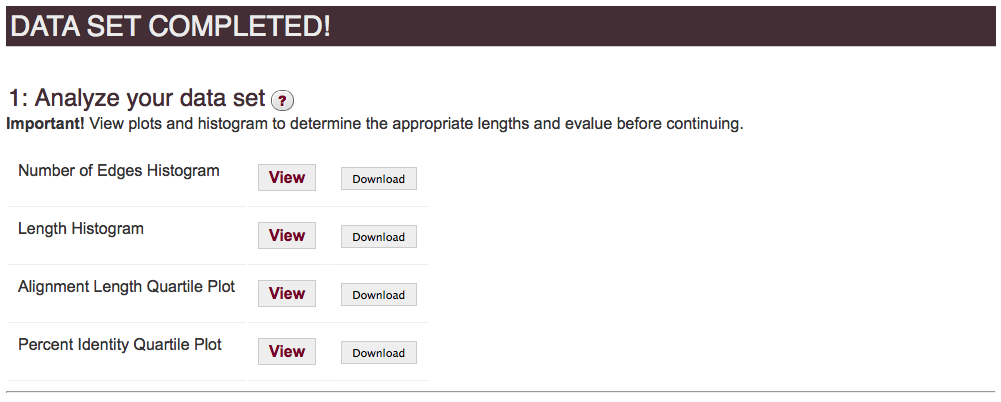 DATA SET COMPLETED!
1: Analyze your data set ?
Important! View plots and histogram to determine the appropriate lengths and evalue before continuing.
Number of Edges Histogram View Download
Length Histogram View Download
Alignment Length Quartile Plot View Download
Percent Identity Quartile Plot View Download